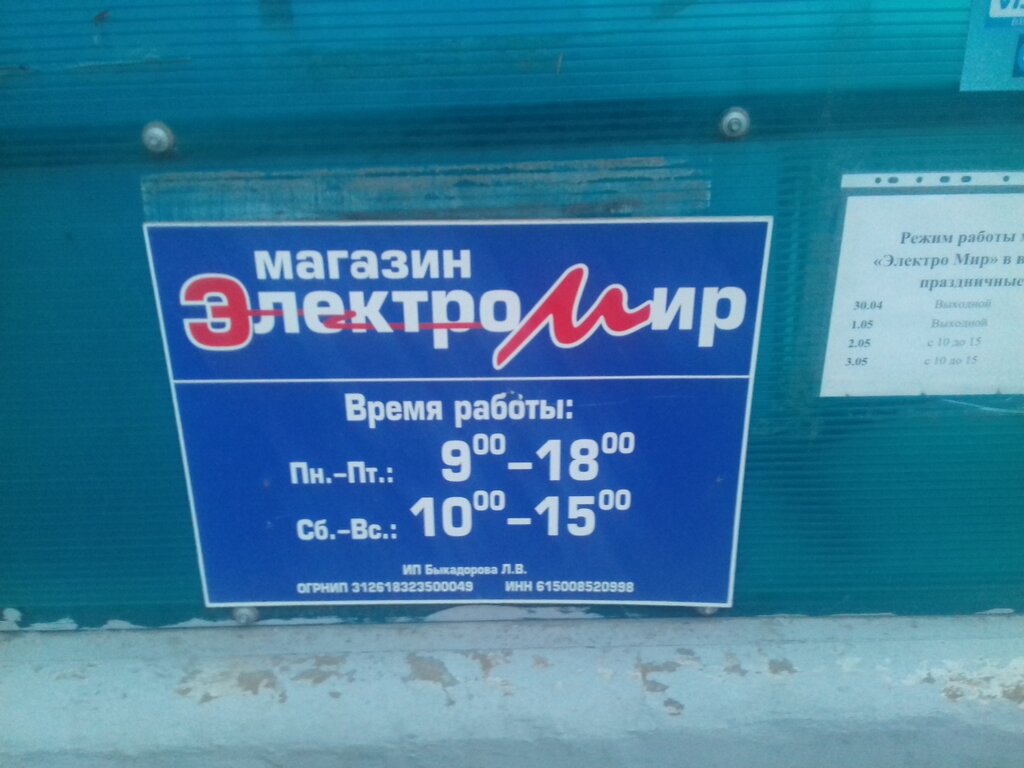 магазин
ЭлектроМир
Время работы:
Пн.-Пт.: 9⁰⁰-18⁰⁰
Сб.-Вс.: 10⁰⁰-15⁰⁰
ИП Быкадорова Л.В.
ОГРНИП 312618323500049 ИНН 615008520998
Режим работы
«Электро Мир» в
праздничные
30.04 Выходной
1.05 Выходной
2.05 с 10 до 15
3.05 с 10 до 15